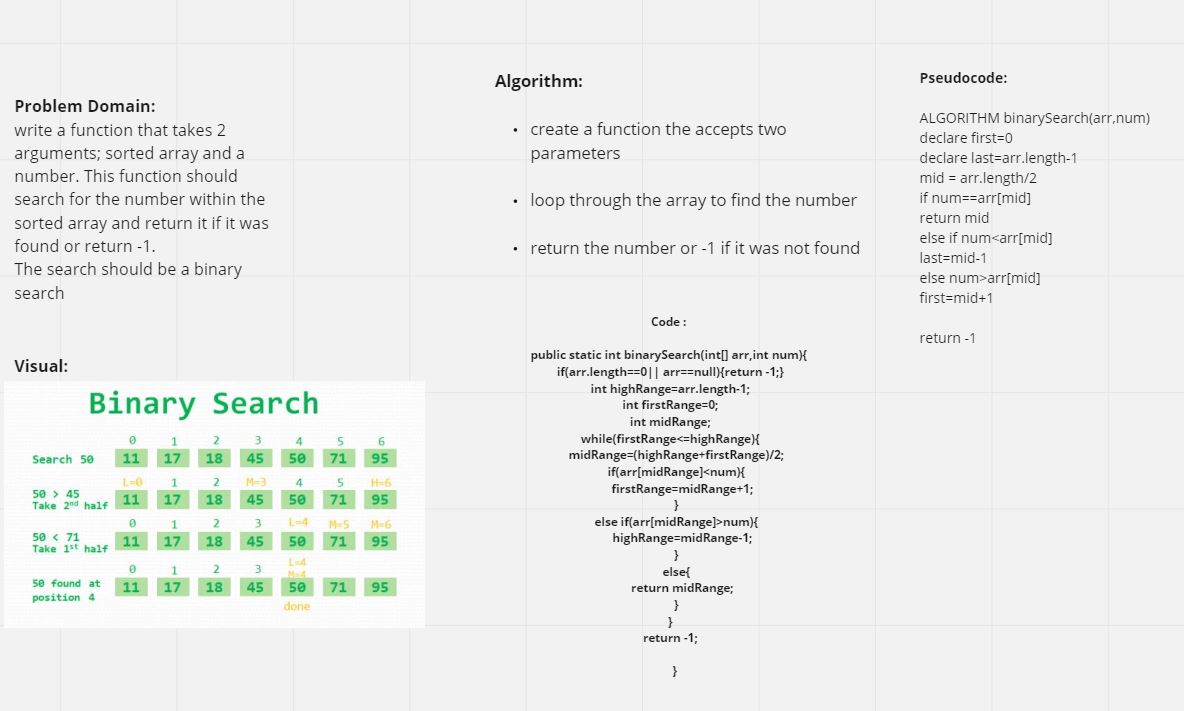 Problem Domain:
write a function that takes 2
arguments; sorted array and a
number. This function should
search for the number within the
sorted array and return it if it was
found or return -1.
The search should be a binary
search
Visual:
Binary Search
0 1 2 3 4 5 6
Search 50 11 17 18 45 50 71 95
L=0 1 2 M=3 4 5 H=6
50 > 45
Take 2nd half 11 17 18 45 50 71 95
0 1 2 3 L=4 M=5 M=6
50 < 71
Take 1st half 11 17 18 45 50 71 95
L=4
0 1 2 3 M=4
50 found at
position 4 11 17 18 45 50 71 95
done
Algorithm:
• create a function the accepts two
parameters
• loop through the array to find the number
• return the number or -1 if it was not found
Code :
public static int binarySearch(int[] arr,int num){
if(arr.length==0|| arr==null){return -1;}
int highRange=arr.length-1;
int firstRange=0;
int midRange;
while(firstRange<=highRange){
midRange=(highRange+firstRange)/2;
if(arr[midRange]<num){
firstRange=midRange+1;
}
else if(arr[midRange]>num){
highRange=midRange-1;
}
else{
return midRange;
}
}
return -1;
}
Pseudocode:
ALGORITHM binarySearch(arr,num)
declare first=0
declare last=arr.length-1
mid = arr.length/2
if num==arr[mid]
return mid
else if num<arr[mid]
last=mid-1
else num>arr[mid]
first=mid+1
return -1